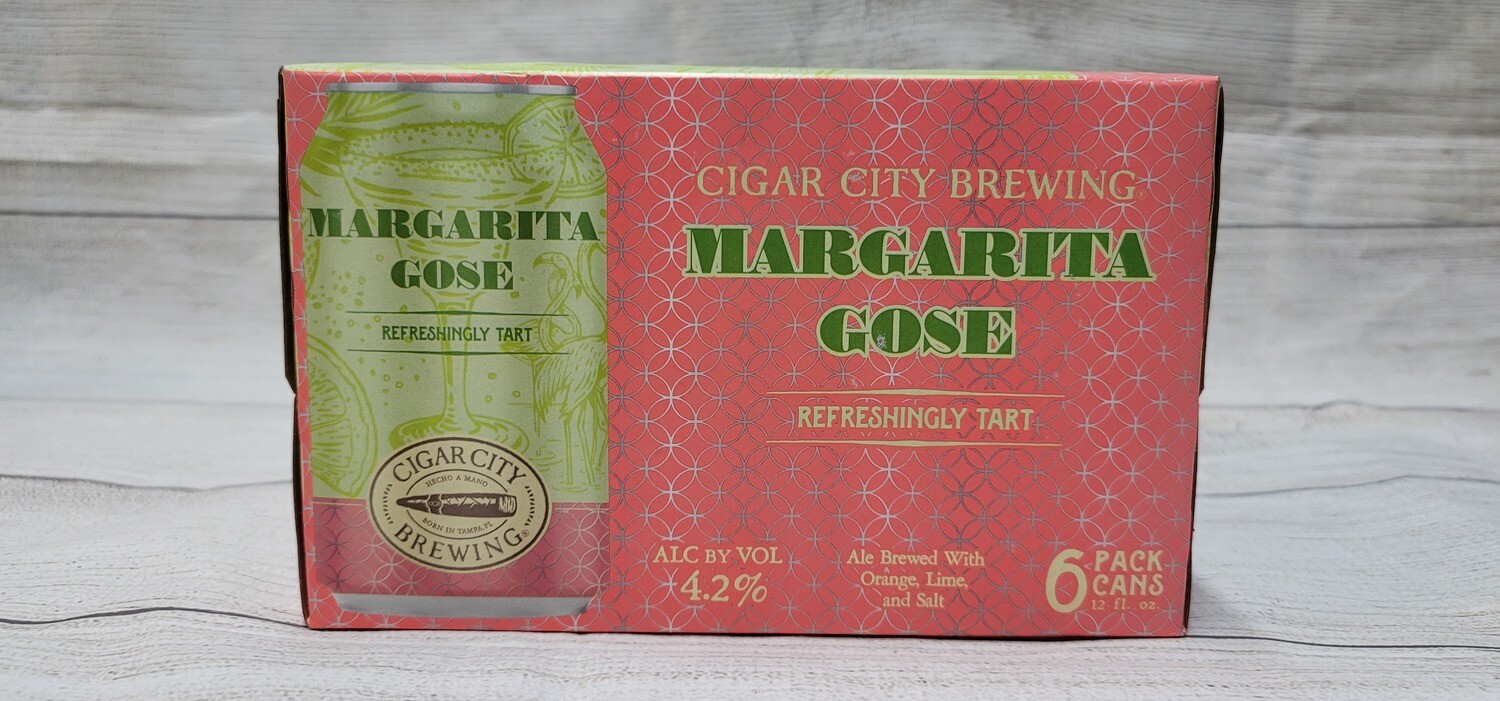 MARGARITA
GOSE
REFRESHINGLY TART
CIGAR CITY
HECHO A MANO
BORN IN TAMPA, FL
BREWING®
CIGAR CITY BREWING®
MARGARITA
GOSE
REFRESHINGLY TART
ALC BY VOL
4.2%
Ale Brewed With
Orange, Lime,
and Salt
6 PACK
CANS
12 fl. oz.